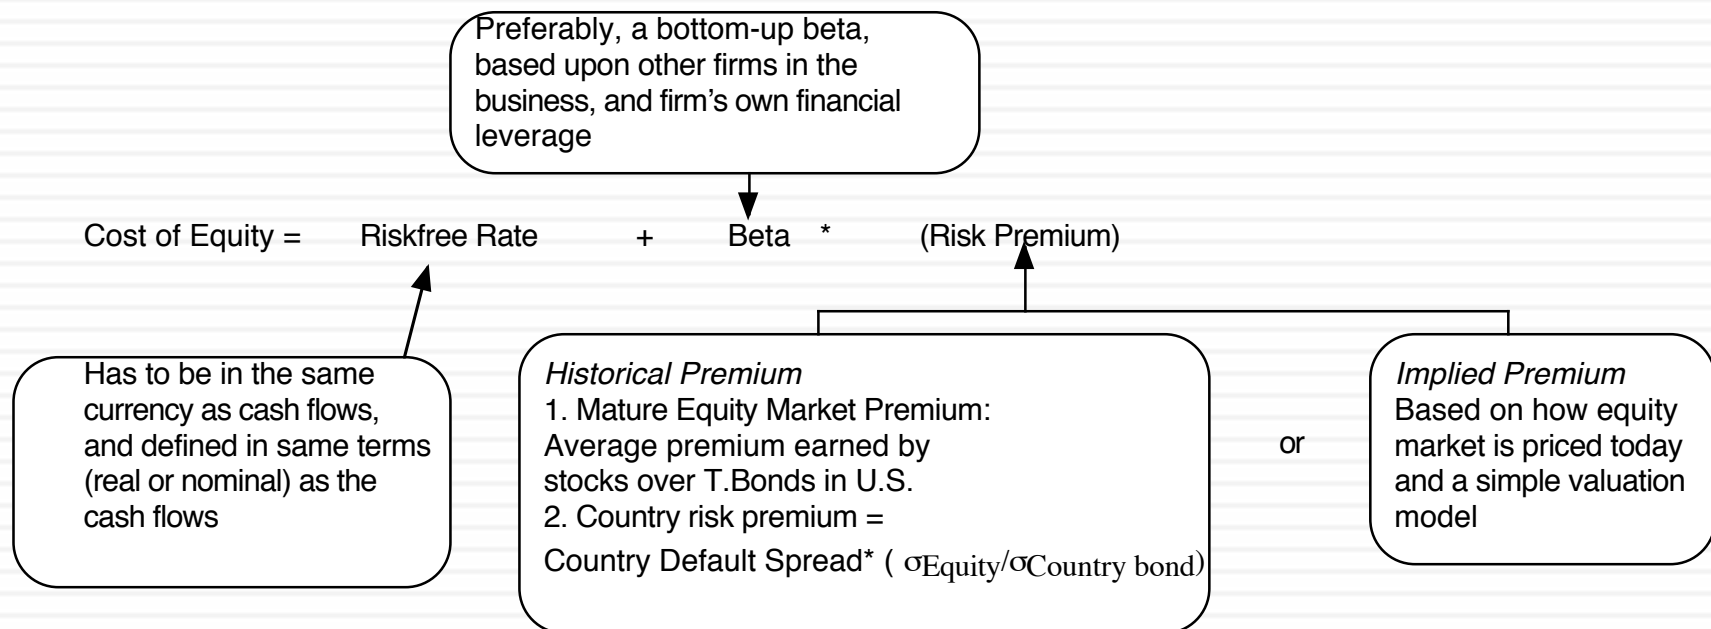 Preferably, a bottom-up beta,
based upon other firms in the
business, and firm’s own financial
leverage
Cost of Equity = Riskfree Rate + Beta * (Risk Premium)
Has to be in the same
currency as cash flows,
and defined in same terms
(real or nominal) as the
cash flows
Historical Premium
1. Mature Equity Market Premium:
Average premium earned by
stocks over T.Bonds in U.S.
2. Country risk premium =
Country Default Spread* ( σEquity/σCountry bond)
or
Implied Premium
Based on how equity
market is priced today
and a simple valuation
model